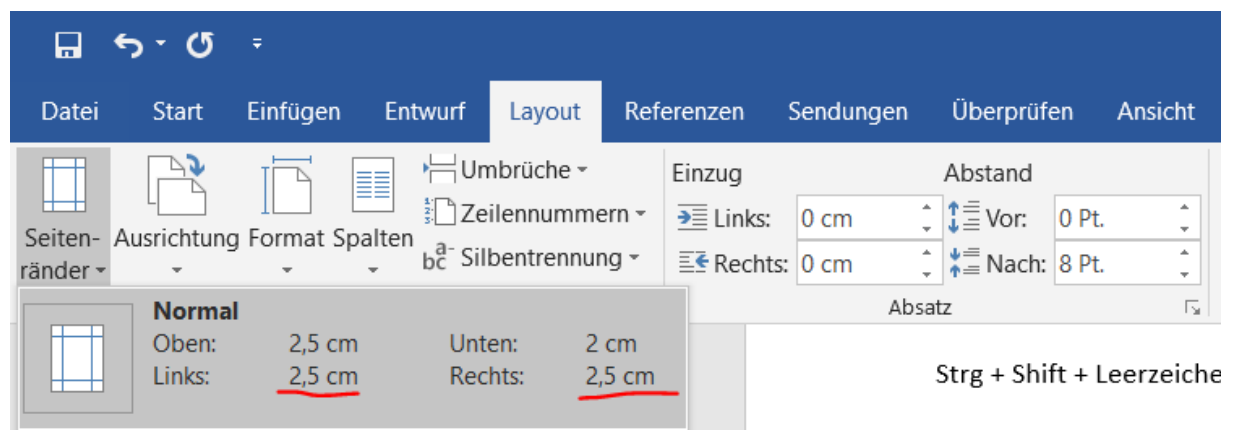 Datei Start Einfügen Entwurf Layout Referenzen Sendungen Überprüfen Ansicht
Seiten-
ränder
Ausrichtung
Format
Spalten
Umbrüche
Zeilennummern
Silbentrennung
Einzug
Links: 0 cm
Rechts: 0 cm
Abstand
Vor: 0 Pt.
Nach: 8 Pt.
Absatz
Normal
Oben: 2,5 cm Unten: 2 cm
Links: 2,5 cm Rechts: 2,5 cm
Strg + Shift + Leerzeiche